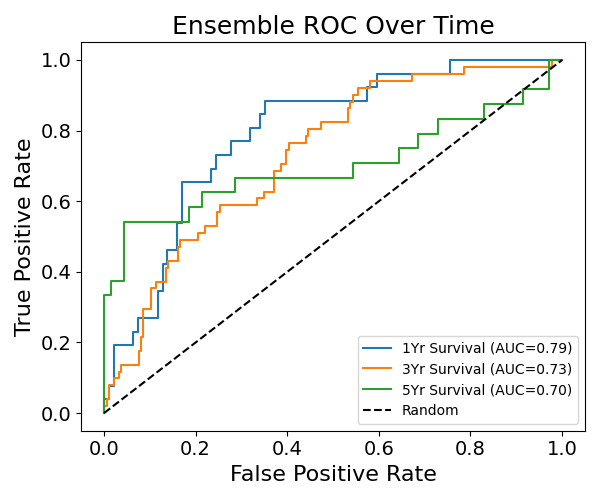 Ensemble ROC Over Time
True Positive Rate
1.0
0.8
0.6
0.4
0.2
0.0
1Yr Survival (AUC=0.79)
3Yr Survival (AUC=0.73)
5Yr Survival (AUC=0.70)
Random
0.0 0.2 0.4 0.6 0.8 1.0
False Positive Rate